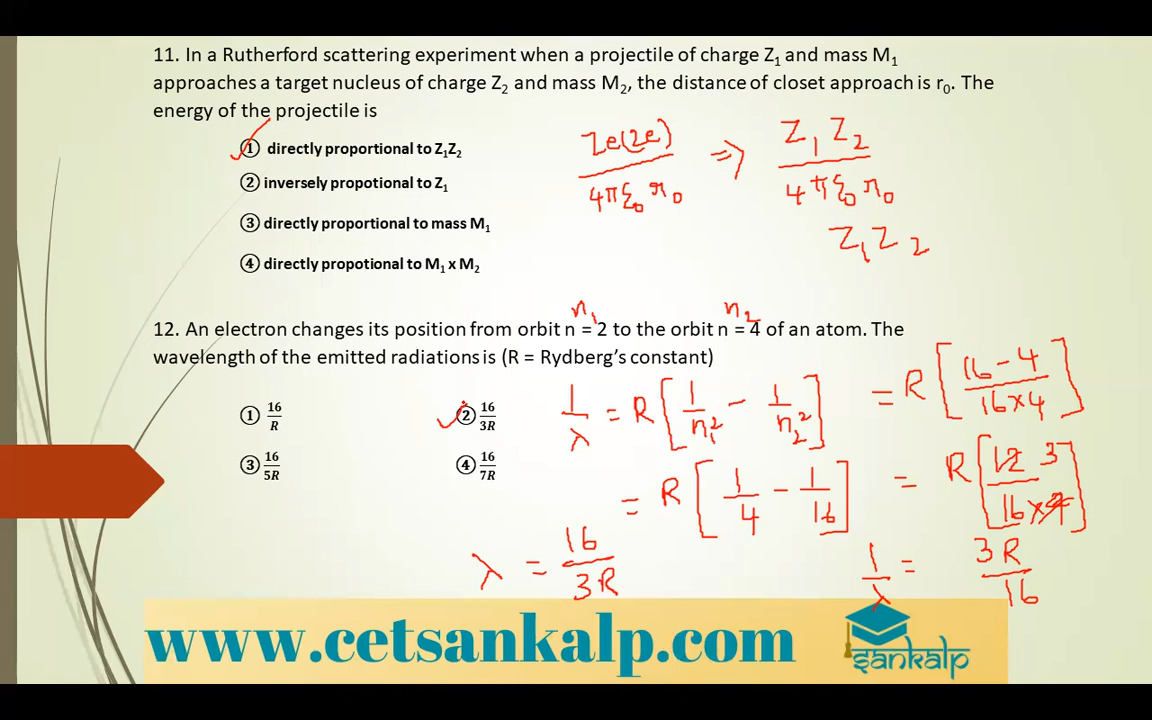 11. In a Rutherford scattering experiment when a projectile of charge Z₁ and mass M₁
approaches a target nucleus of charge Z₂ and mass M₂, the distance of closet approach is r₀. The
energy of the projectile is
① directly proportional to Z₁Z₂
② inversely propotional to Z₁
③ directly proportional to mass M₁
④ directly propotional to M₁ x M₂
Ze(2e) / 4πε₀r₀ ⇒ Z₁Z₂ / 4πε₀r₀
Z₁Z₂
n₁ n₂
12. An electron changes its position from orbit n = 2 to the orbit n = 4 of an atom. The
wavelength of the emitted radiations is (R = Rydberg’s constant)
① 16/R
② 16/3R
③ 16/5R
④ 16/7R
1/λ = R[1/n₁² − 1/n₂²] = R[16−4 / 16×4]
= R[1/4 − 1/16] = R[12 3 / 16×4]
λ = 16/3R
1/λ = 3R/16
www.cetsankalp.com
sankalp